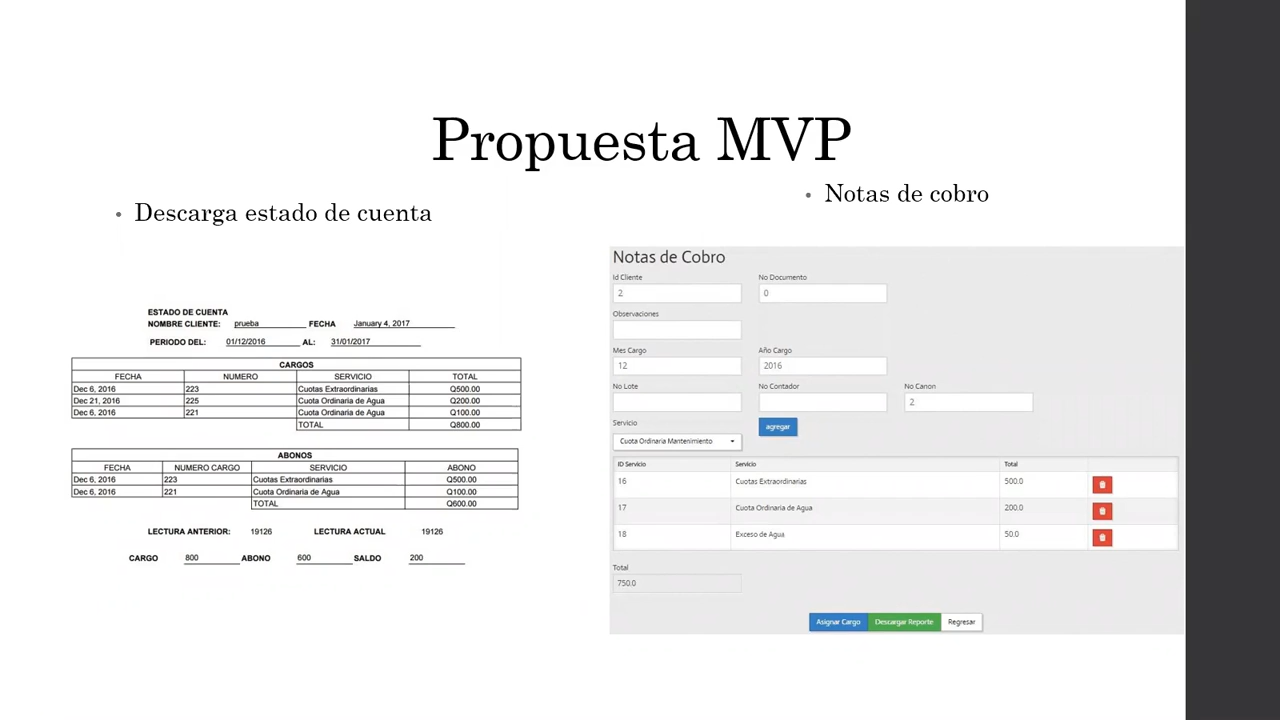 Propuesta MVP
• Descarga estado de cuenta
ESTADO DE CUENTA
NOMBRE CLIENTE: prueba FECHA January 4, 2017
PERIODO DEL: 01/12/2016 AL: 31/01/2017
CARGOS
FECHA NUMERO SERVICIO TOTAL
Dec 6, 2016 223 Cuotas Extraordinarias Q500.00
Dec 21, 2016 225 Cuota Ordinaria de Agua Q200.00
Dec 6, 2016 221 Cuota Ordinaria de Agua Q100.00
TOTAL Q800.00
ABONOS
FECHA NUMERO CARGO SERVICIO ABONO
Dec 6, 2016 223 Cuotas Extraordinarias Q500.00
Dec 6, 2016 221 Cuota Ordinaria de Agua Q100.00
TOTAL Q600.00
LECTURA ANTERIOR: 19126 LECTURA ACTUAL 19126
CARGO 800 ABONO 600 SALDO 200
• Notas de cobro
Notas de Cobro
Id Cliente No Documento
2 0
Observaciones
Mes Cargo Año Cargo
12 2016
No Lote No Contador No Canon
2
Servicio
agregar
Cuota Ordinaria Mantenimiento
ID Servicio Servicio Total
16 Cuotas Extraordinarias 500.0
17 Cuota Ordinaria de Agua 200.0
18 Exceso de Agua 50.0
Total
750.0
Asignar Cargo Descargar Reporte Regresar